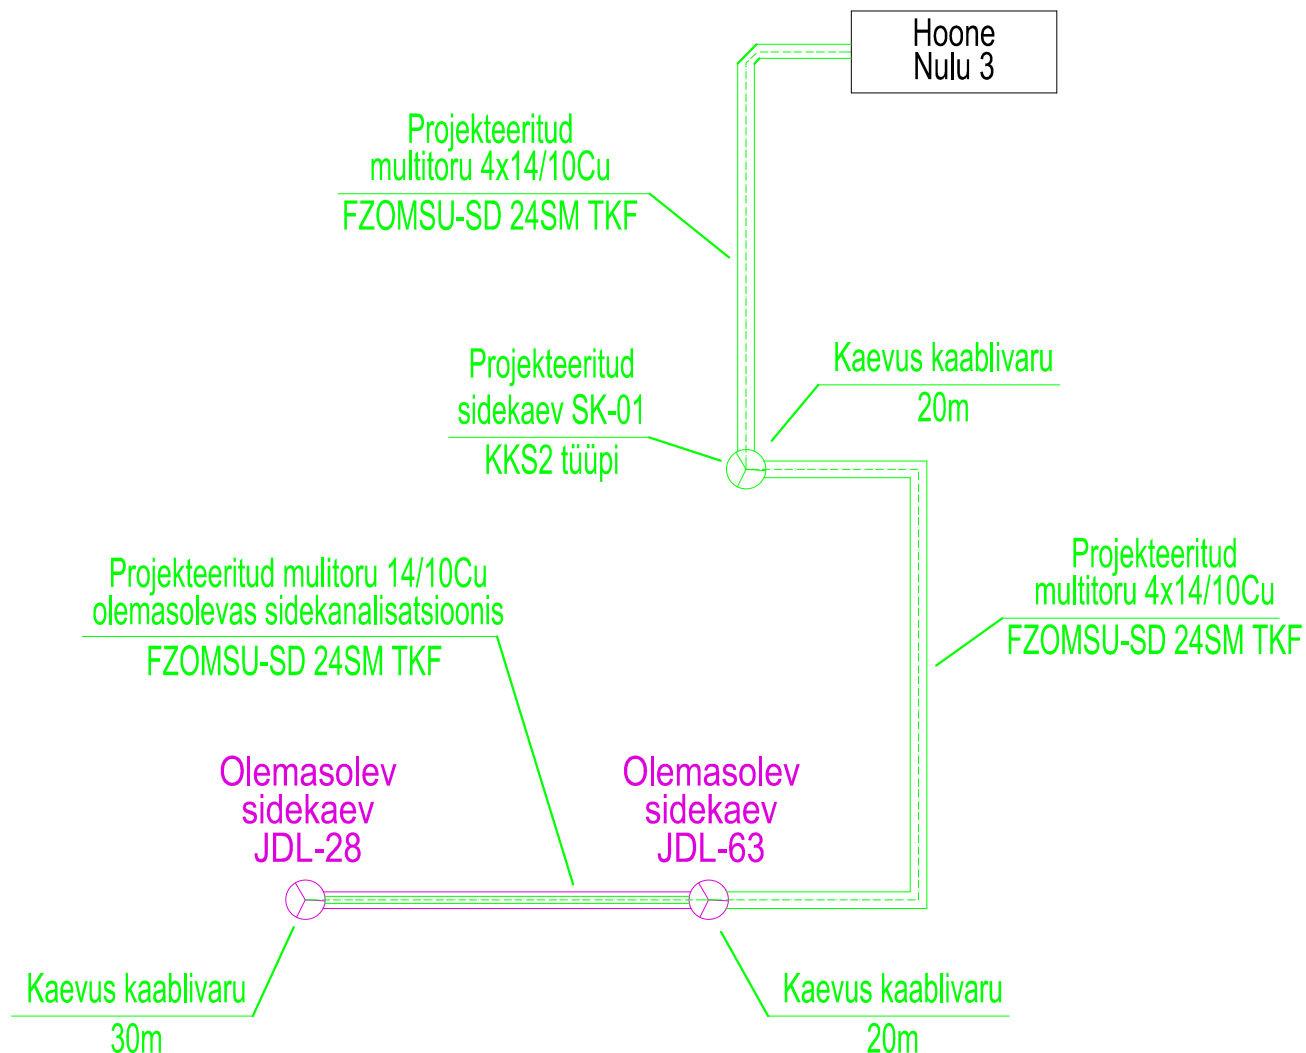 Hoone
Nulu 3
Projekteeritud
multitoru 4x14/10Cu
FZOMSU-SD 24SM TKF
Projekteeritud
sidekaev SK-01
KKS2 tüüpi
Kaevus kaablivaru
20m
Projekteeritud mulitoru 14/10Cu
olemasolevas sidekanalisatsioonis
FZOMSU-SD 24SM TKF
Projekteeritud
multitoru 4x14/10Cu
FZOMSU-SD 24SM TKF
Olemasolev
sidekaev
JDL-28
Olemasolev
sidekaev
JDL-63
Kaevus kaablivaru
30m
Kaevus kaablivaru
20m